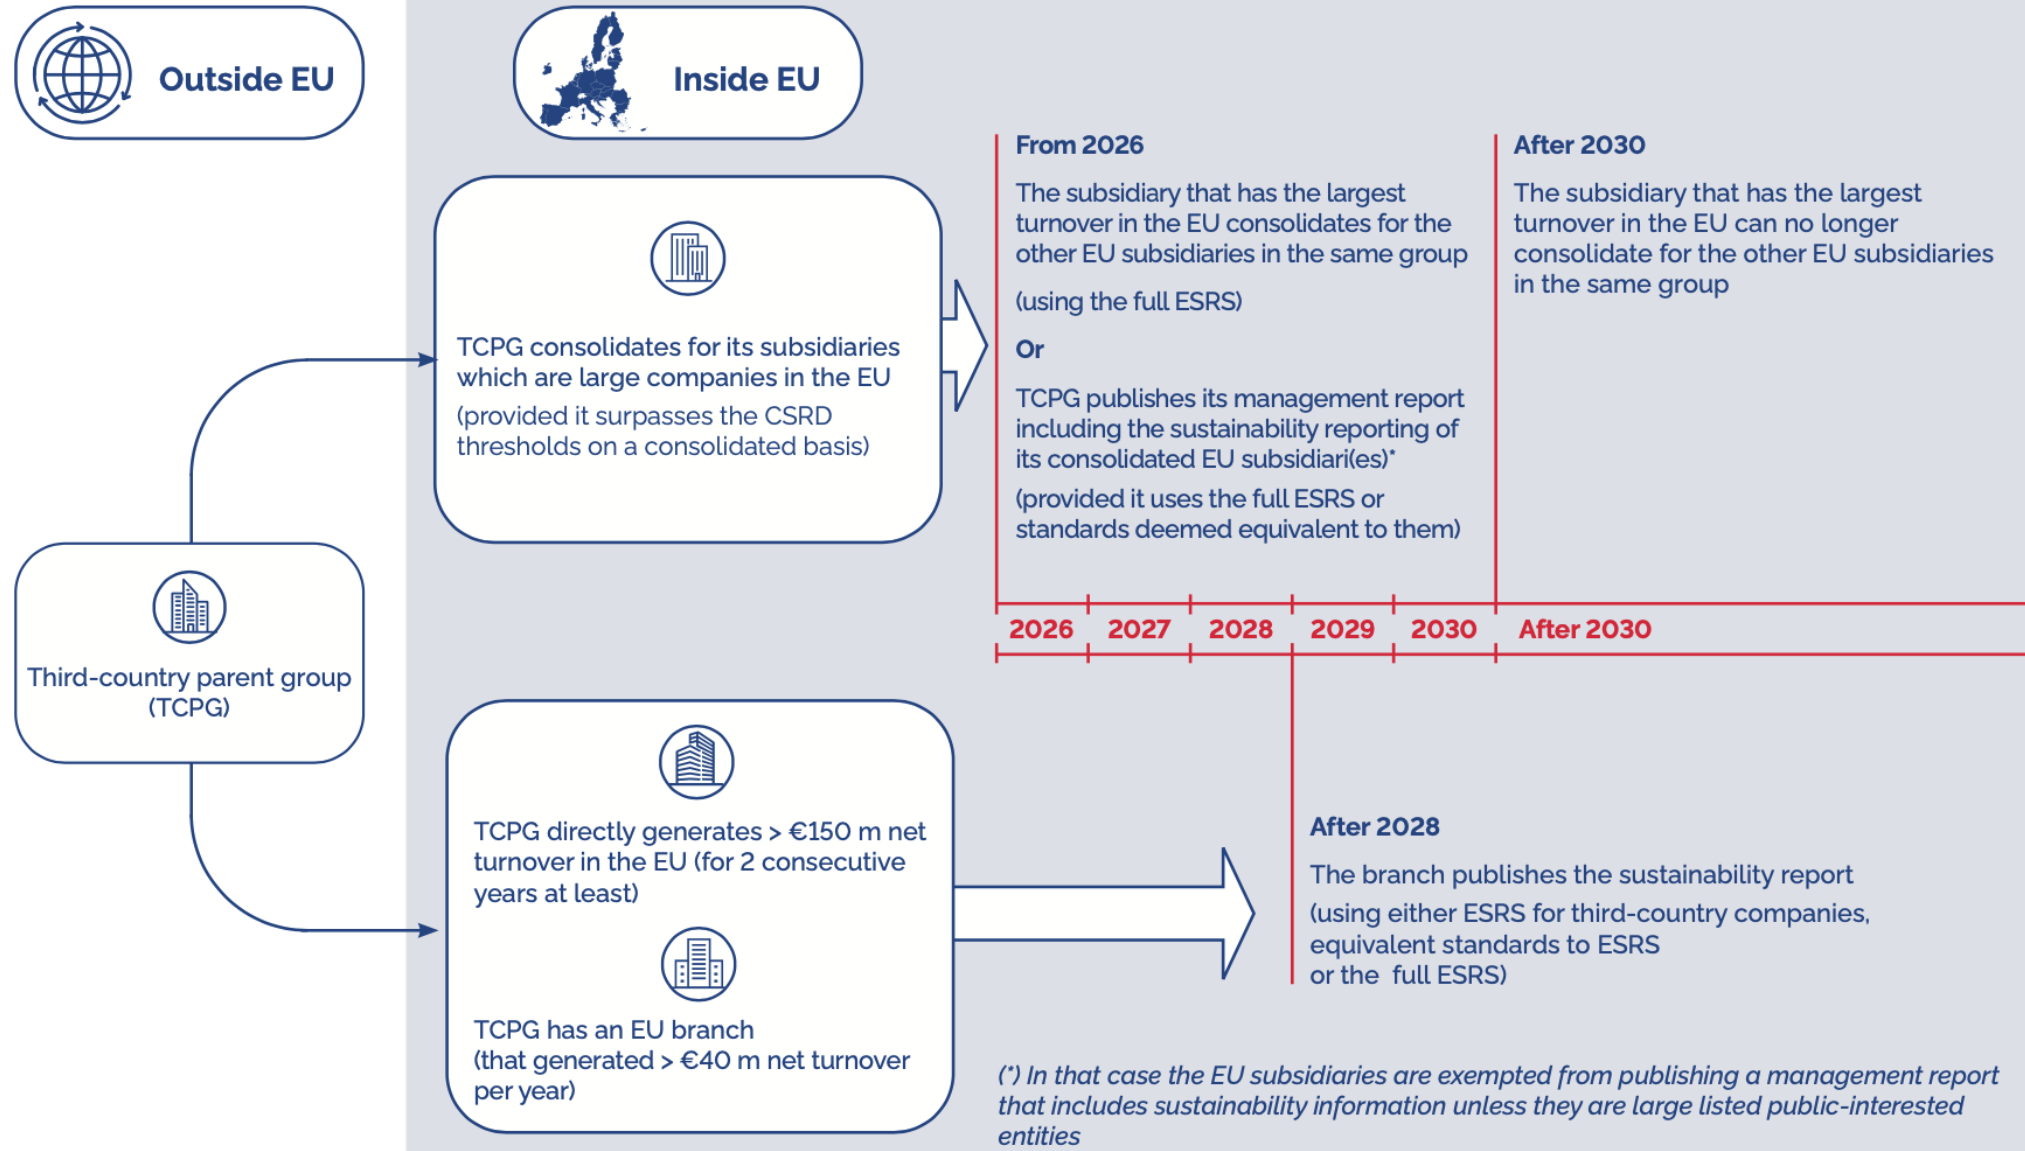 Outside EU
Inside EU
TCPG consolidates for its subsidiaries
which are large companies in the EU
(provided it surpasses the CSRD
thresholds on a consolidated basis)
From 2026
The subsidiary that has the largest
turnover in the EU consolidates for the
other EU subsidiaries in the same group
(using the full ESRS)
Or
TCPG publishes its management report
including the sustainability reporting of
its consolidated EU subsidiari(es)*
(provided it uses the full ESRS or
standards deemed equivalent to them)
After 2030
The subsidiary that has the largest
turnover in the EU can no longer
consolidate for the other EU subsidiaries
in the same group
2026 2027 2028 2029 2030 After 2030
Third-country parent group
(TCPG)
TCPG directly generates > €150 m net
turnover in the EU (for 2 consecutive
years at least)
TCPG has an EU branch
(that generated > €40 m net turnover
per year)
After 2028
The branch publishes the sustainability report
(using either ESRS for third-country companies,
equivalent standards to ESRS
or the full ESRS)
(*) In that case the EU subsidiaries are exempted from publishing a management report
that includes sustainability information unless they are large listed public-interested
entities